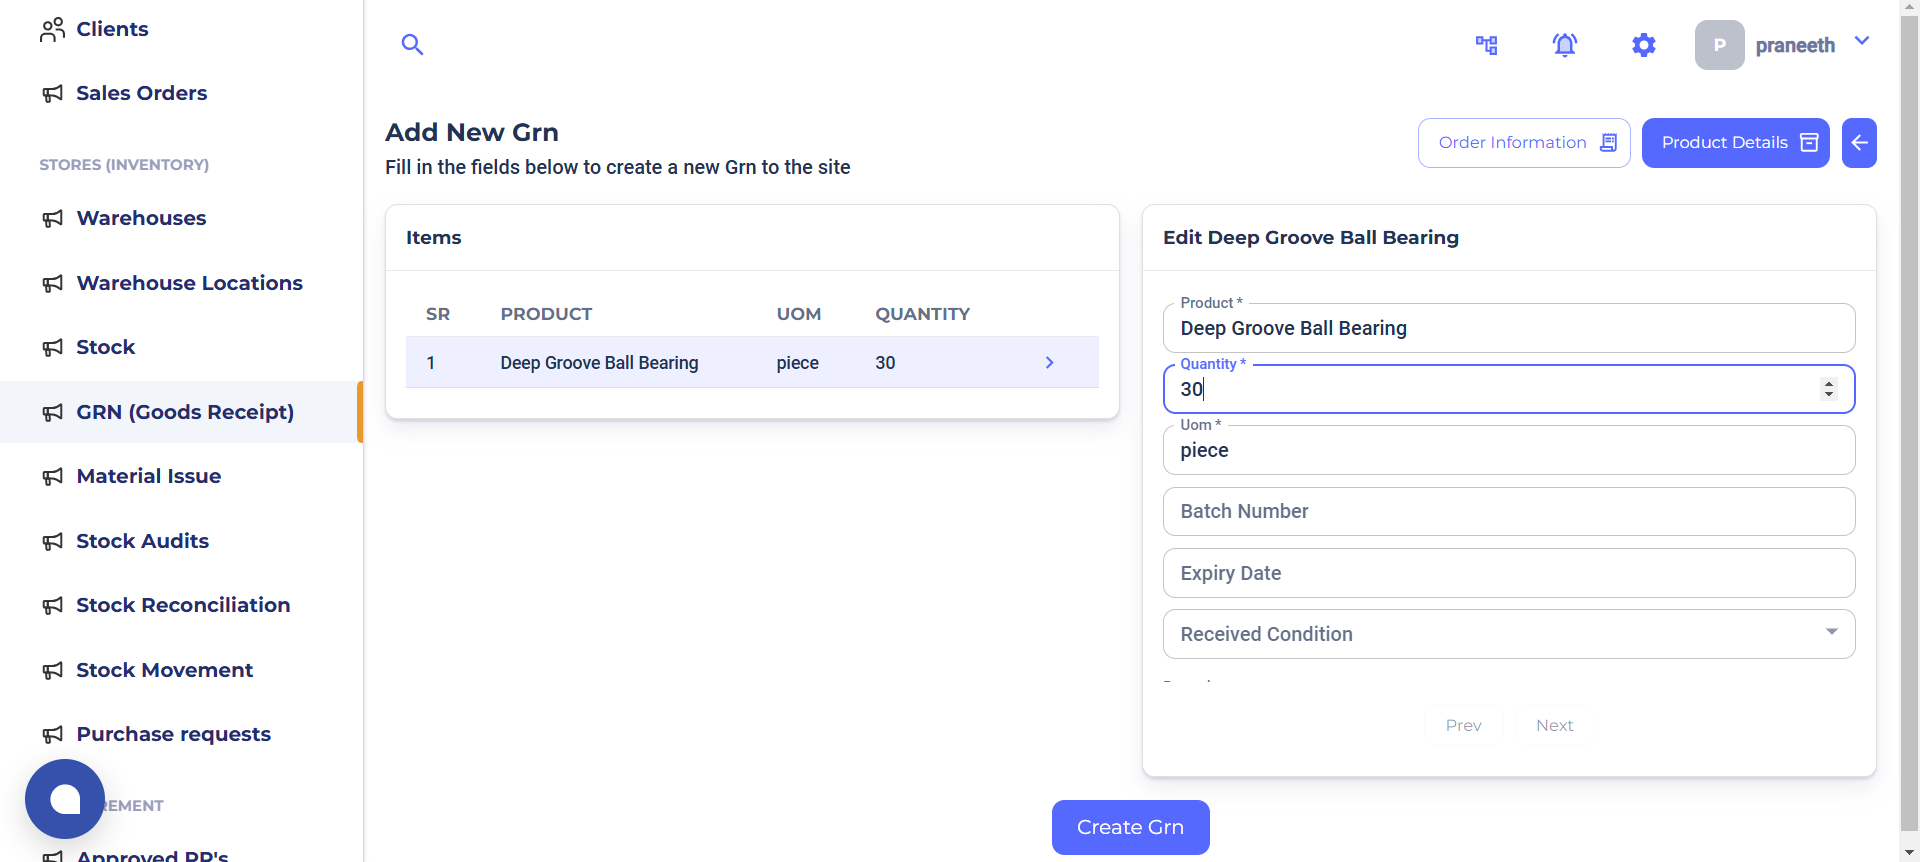 Clients
Sales Orders
STORES (INVENTORY)
Warehouses
Warehouse Locations
Stock
GRN (Goods Receipt)
Material Issue
Stock Audits
Stock Reconciliation
Stock Movement
Purchase requests
REMENT
Approved PR's
P
praneeth
Add New Grn
Fill in the fields below to create a new Grn to the site
Order Information
Product Details
Items
SR PRODUCT UOM QUANTITY
1 Deep Groove Ball Bearing piece 30
Edit Deep Groove Ball Bearing
Product *
Deep Groove Ball Bearing
Quantity *
30
Uom *
piece
Batch Number
Expiry Date
Received Condition
Prev Next
Create Grn